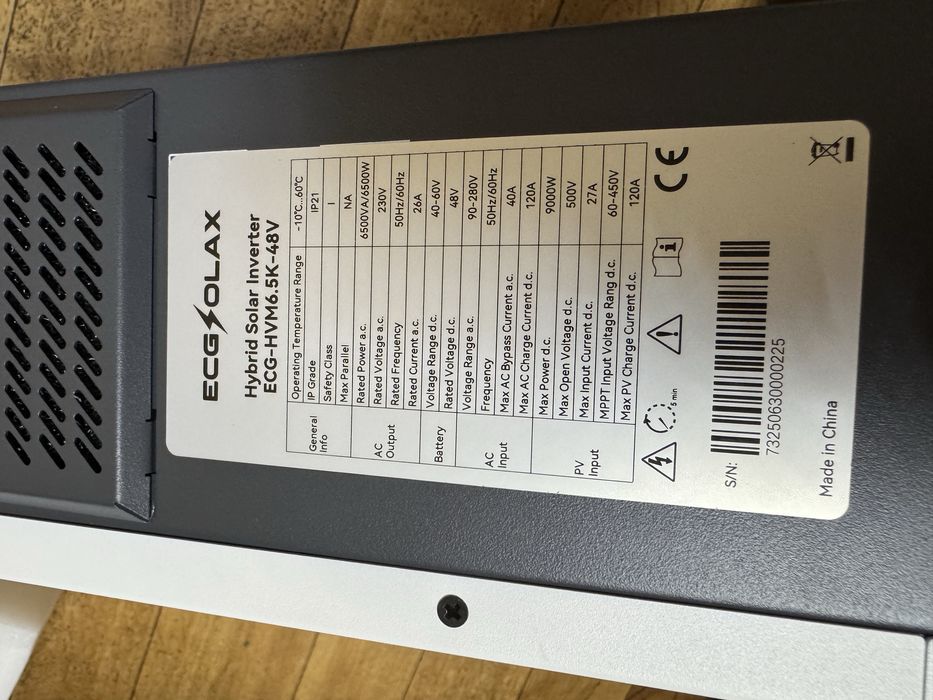 ECGSOLAX
Hybrid Solar Inverter
ECG-HVM6.5K-48V
General Info
Operating Temperature Range -10℃...60℃
IP Grade IP21
Safety Class I
Max Parallel NA
AC Output
Rated Power a.c. 6500VA/6500W
Rated Voltage a.c. 230V
Rated Frequency 50Hz/60Hz
Rated Current a.c. 26A
Battery
Voltage Range d.c. 40-60V
Rated Voltage d.c. 48V
AC Input
Voltage Range a.c. 90-280V
Frequency 50Hz/60Hz
Max AC Bypass Current a.c. 40A
Max AC Charge Current d.c. 120A
PV Input
Max Power d.c. 9000W
Max Open Voltage d.c. 500V
Max Input Current d.c. 27A
MPPT Input Voltage Rang d.c. 60-450V
Max PV Charge Current d.c. 120A
5 min
CE
S/N:
73250630000225
Made in China